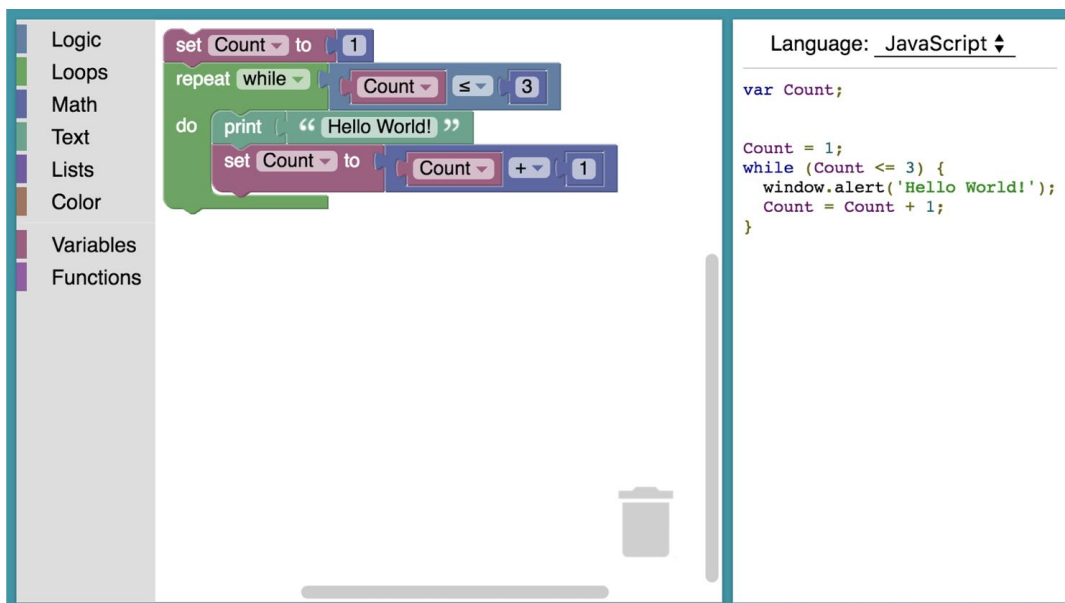 Logic
Loops
Math
Text
Lists
Color
Variables
Functions
set Count to 1
repeat while Count ≤ 3
do print “ Hello World! ”
set Count to Count + 1
Language: JavaScript
var Count;
Count = 1;
while (Count <= 3) {
  window.alert('Hello World!');
  Count = Count + 1;
}